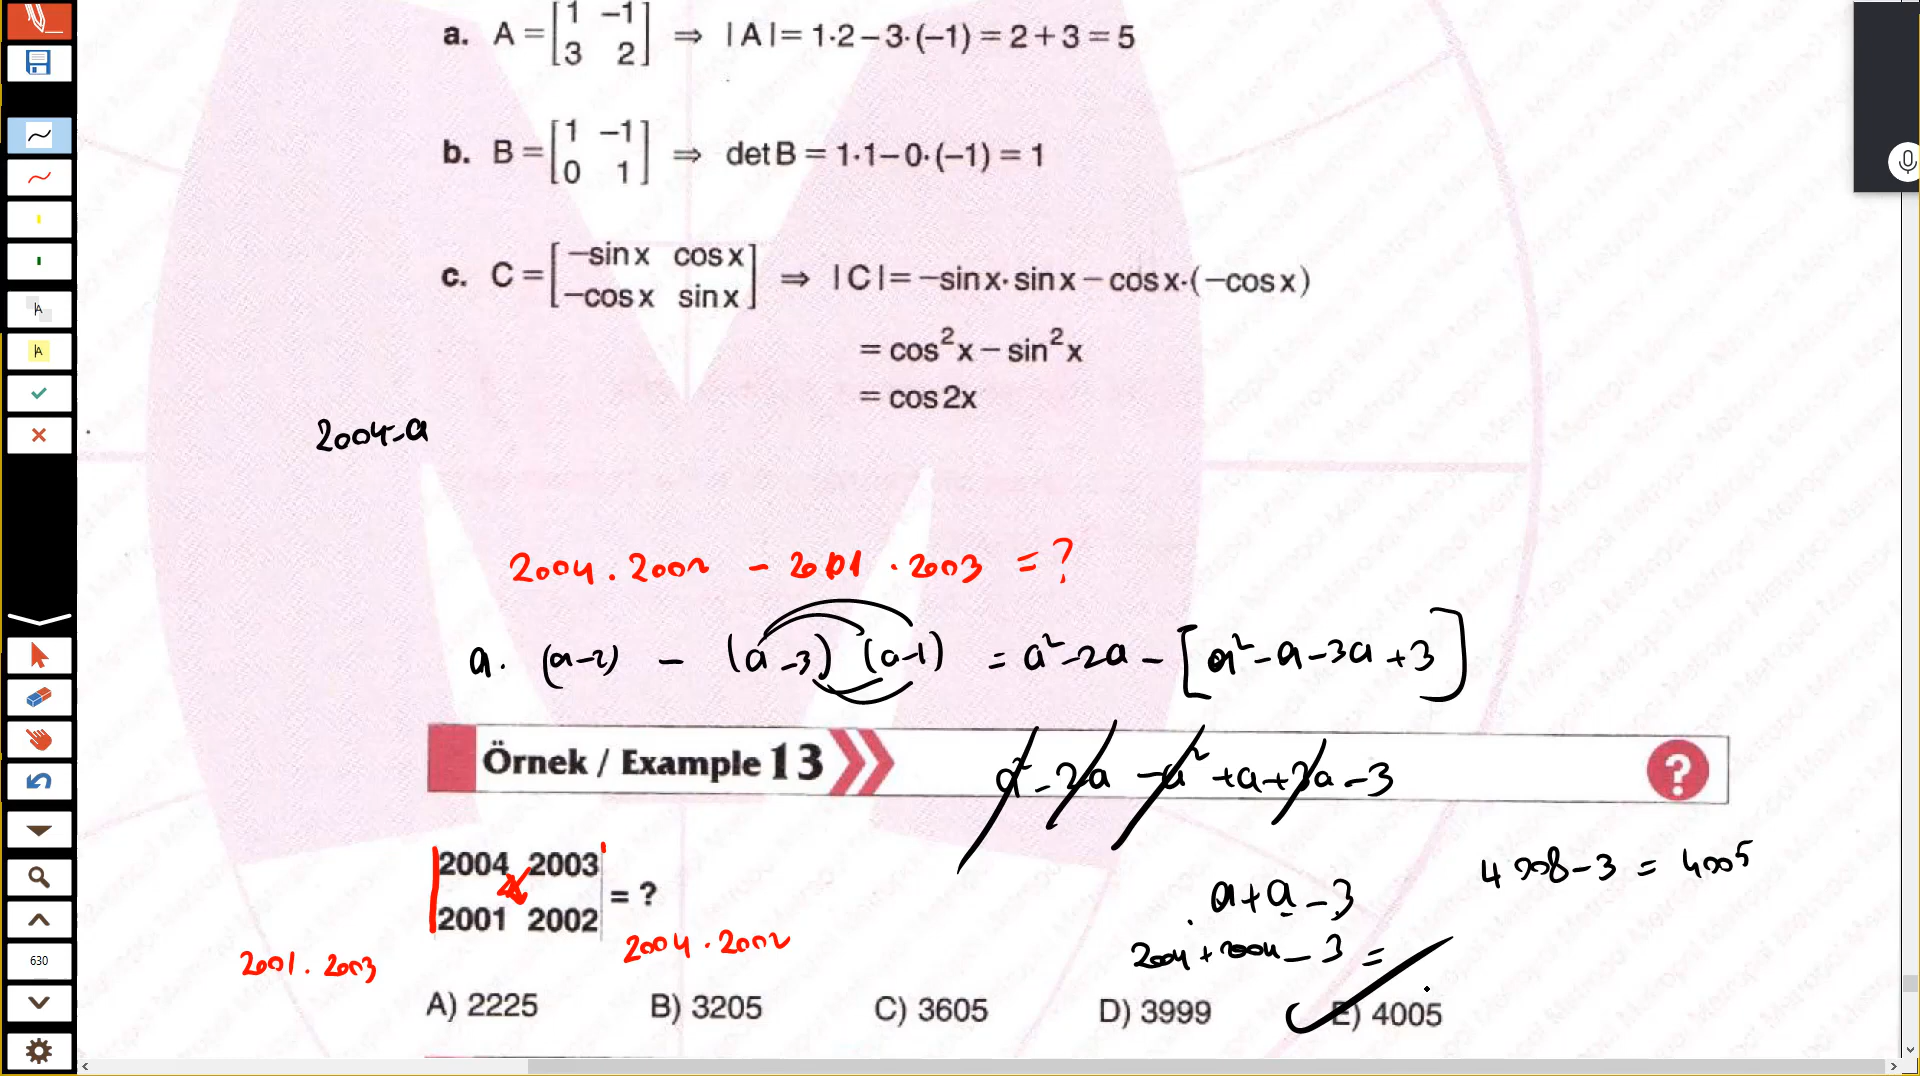 a. A = [1 −1 3 2] ⇒ |A| = 1·2 − 3·(−1) = 2 + 3 = 5
b. B = [1 −1 0 1] ⇒ det B = 1·1 − 0·(−1) = 1
c. C = [−sin x cos x −cos x sin x] ⇒ |C| = −sin x·sin x − cos x·(−cos x)
= cos²x − sin²x
= cos 2x
2004-a
2004 . 2002 - 2001 . 2003 = ?
a. (a-2) - (a-3) (a-1) = a² -2a - [a² -a -3a +3]
Örnek / Example 13
a² - 2a - a² + a + 3a - 3
?
2004 2003
2001 2002
= ?
4008 - 3 = 4005
a + a - 3
2001 . 2003
2004 . 2002
2004 + 2004 - 3 =
A) 2225 B) 3205 C) 3605 D) 3999 E) 4005
630